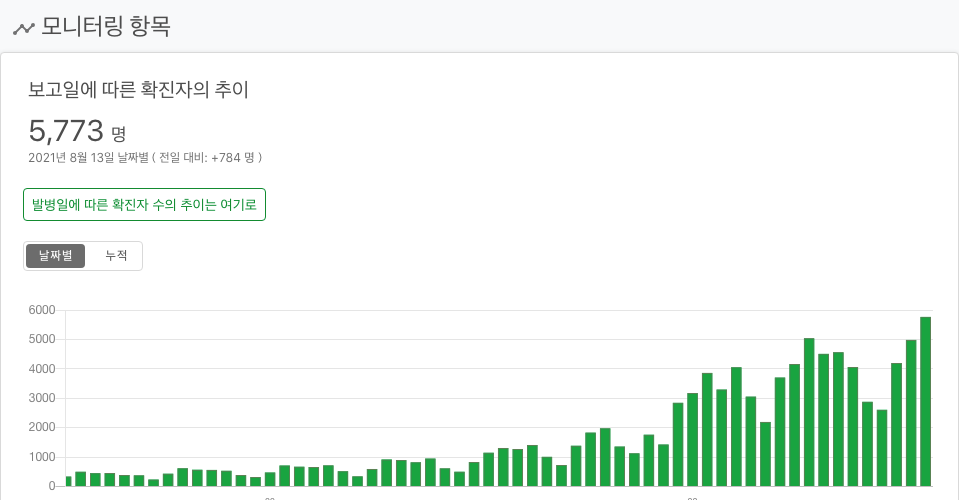 모니터링 항목
보고일에 따른 확진자의 추이
5,773 명
2021년 8월 13일 날짜별 ( 전일 대비: +784 명 )
발병일에 따른 확진자 수의 추이는 여기로
날짜별 누적
6000
5000
4000
3000
2000
1000
0